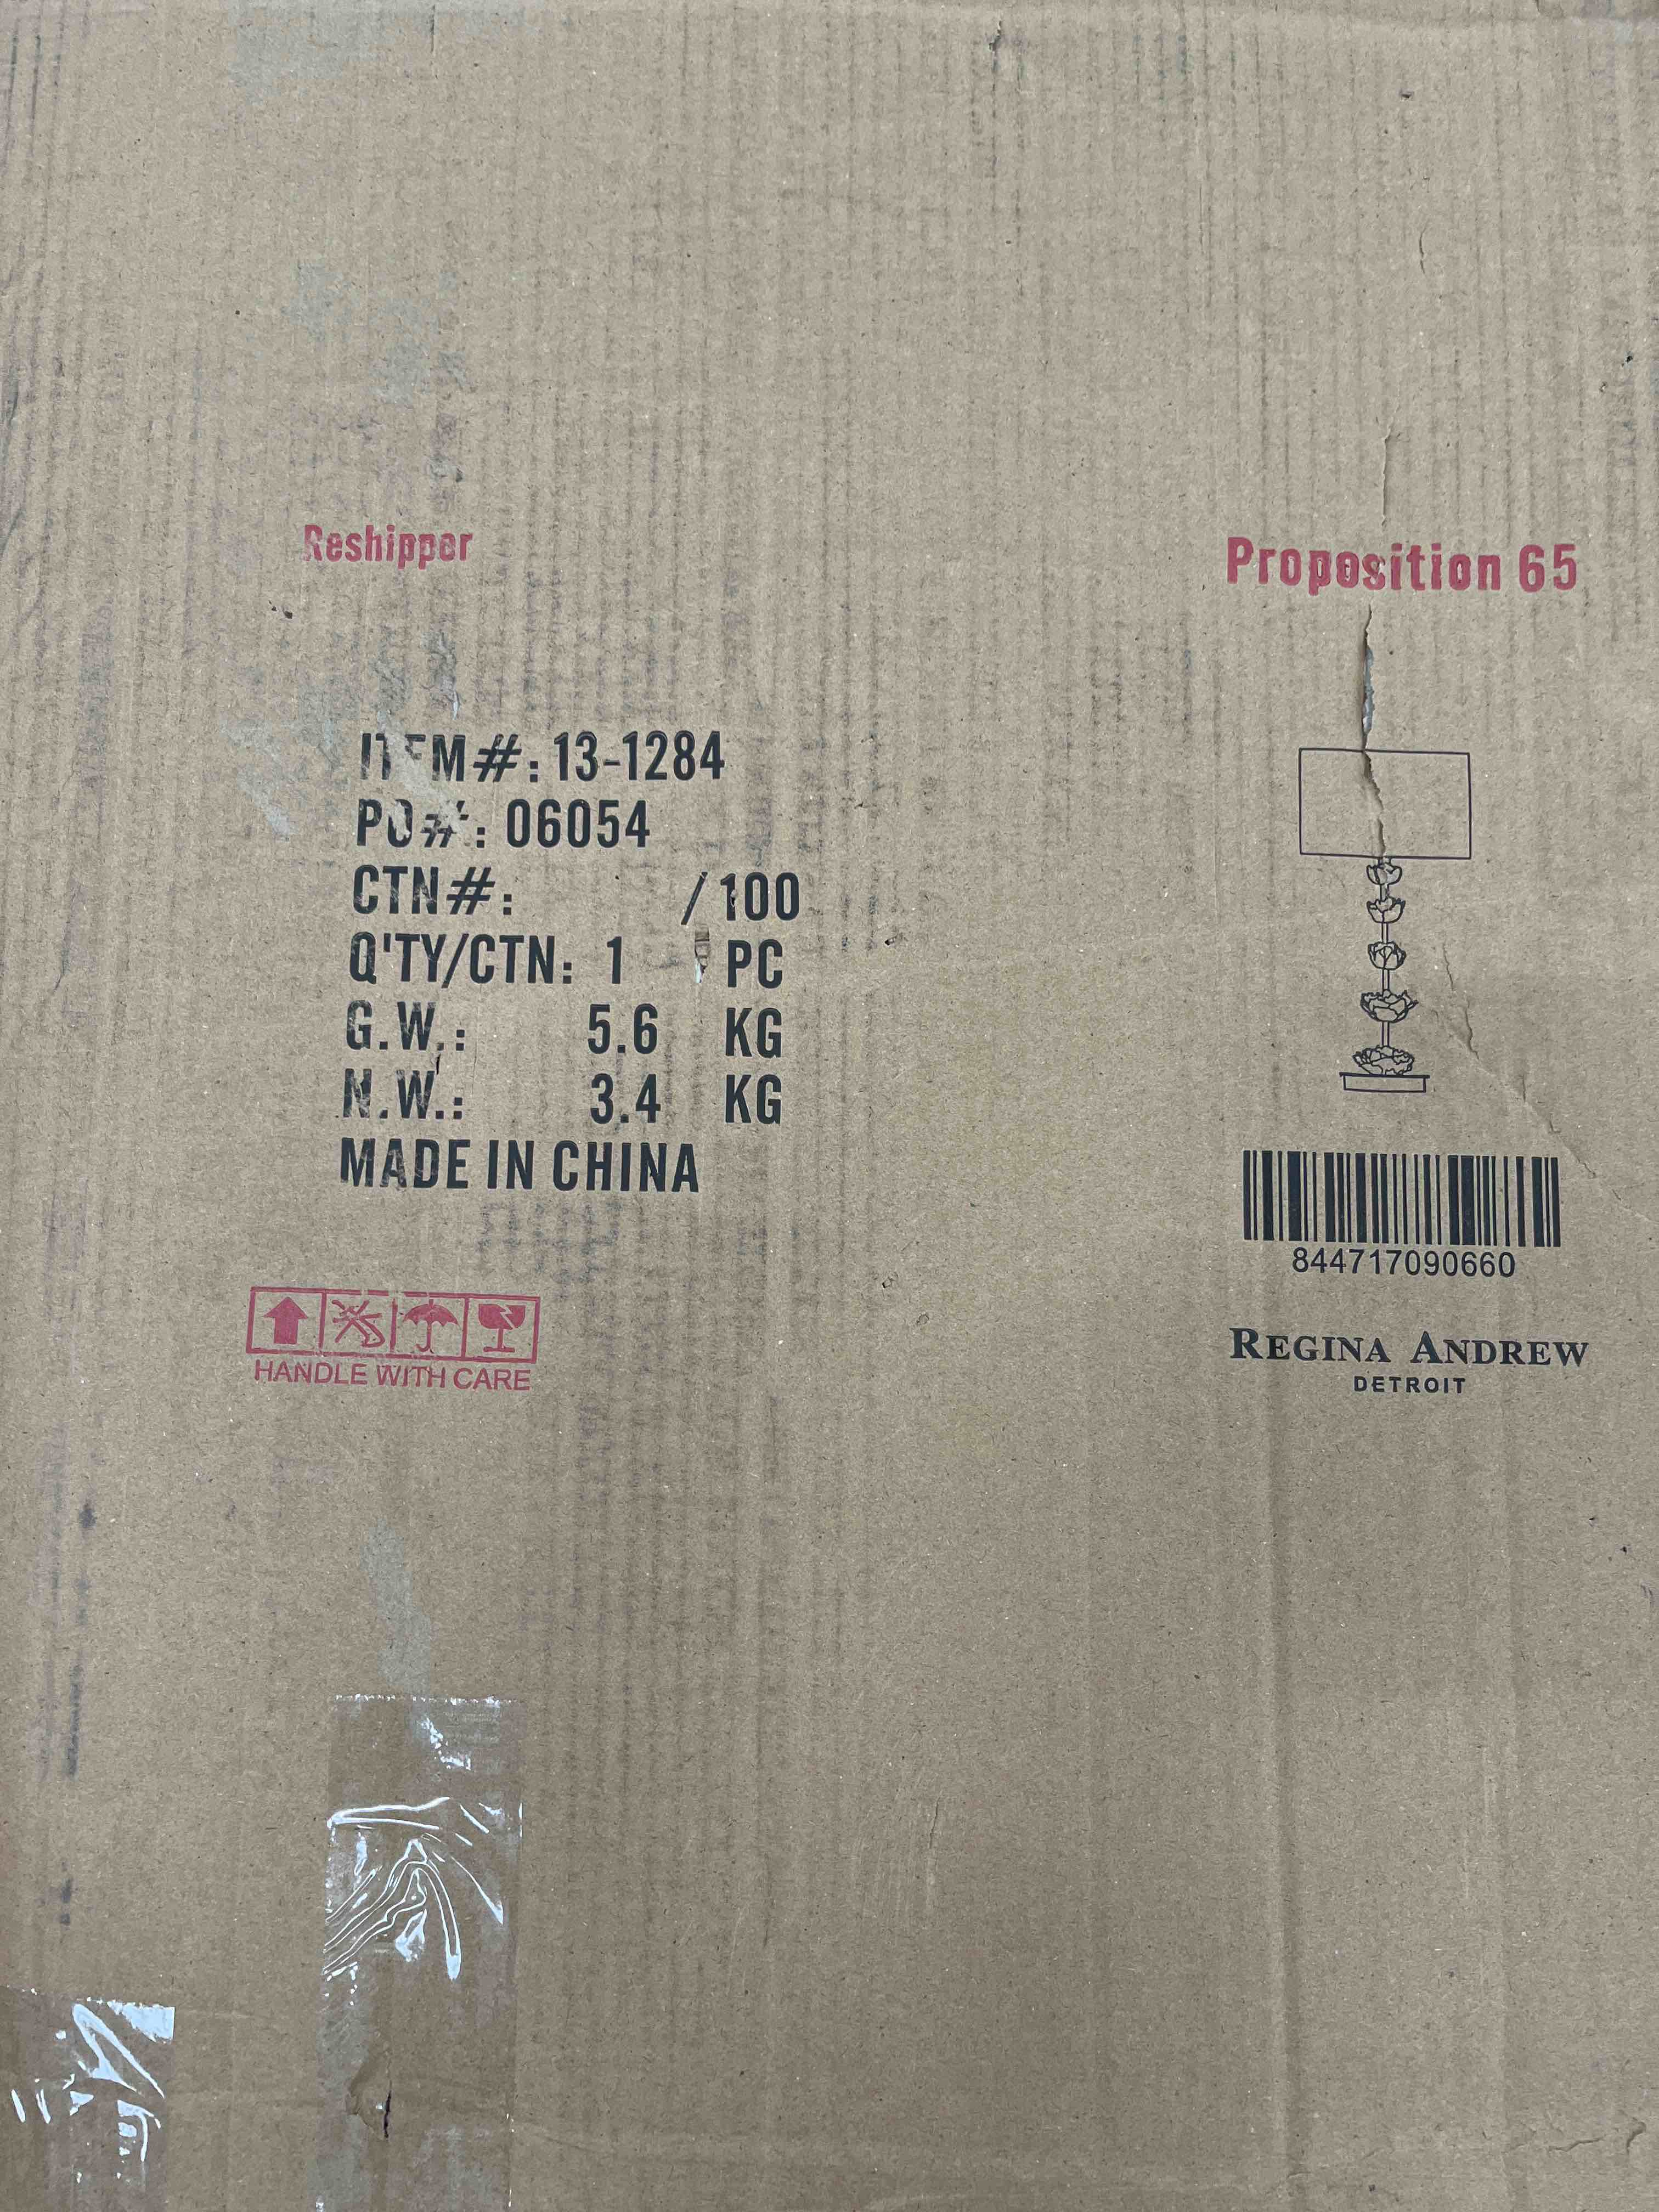 Reshipper
Proposition 65
ITEM#: 13-1284
PO#: 06054
CTN#: /100
Q'TY/CTN: 1 PC
G.W.: 5.6 KG
N.W.: 3.4 KG
MADE IN CHINA
HANDLE WITH CARE
844717090660
REGINA ANDREW
DETROIT